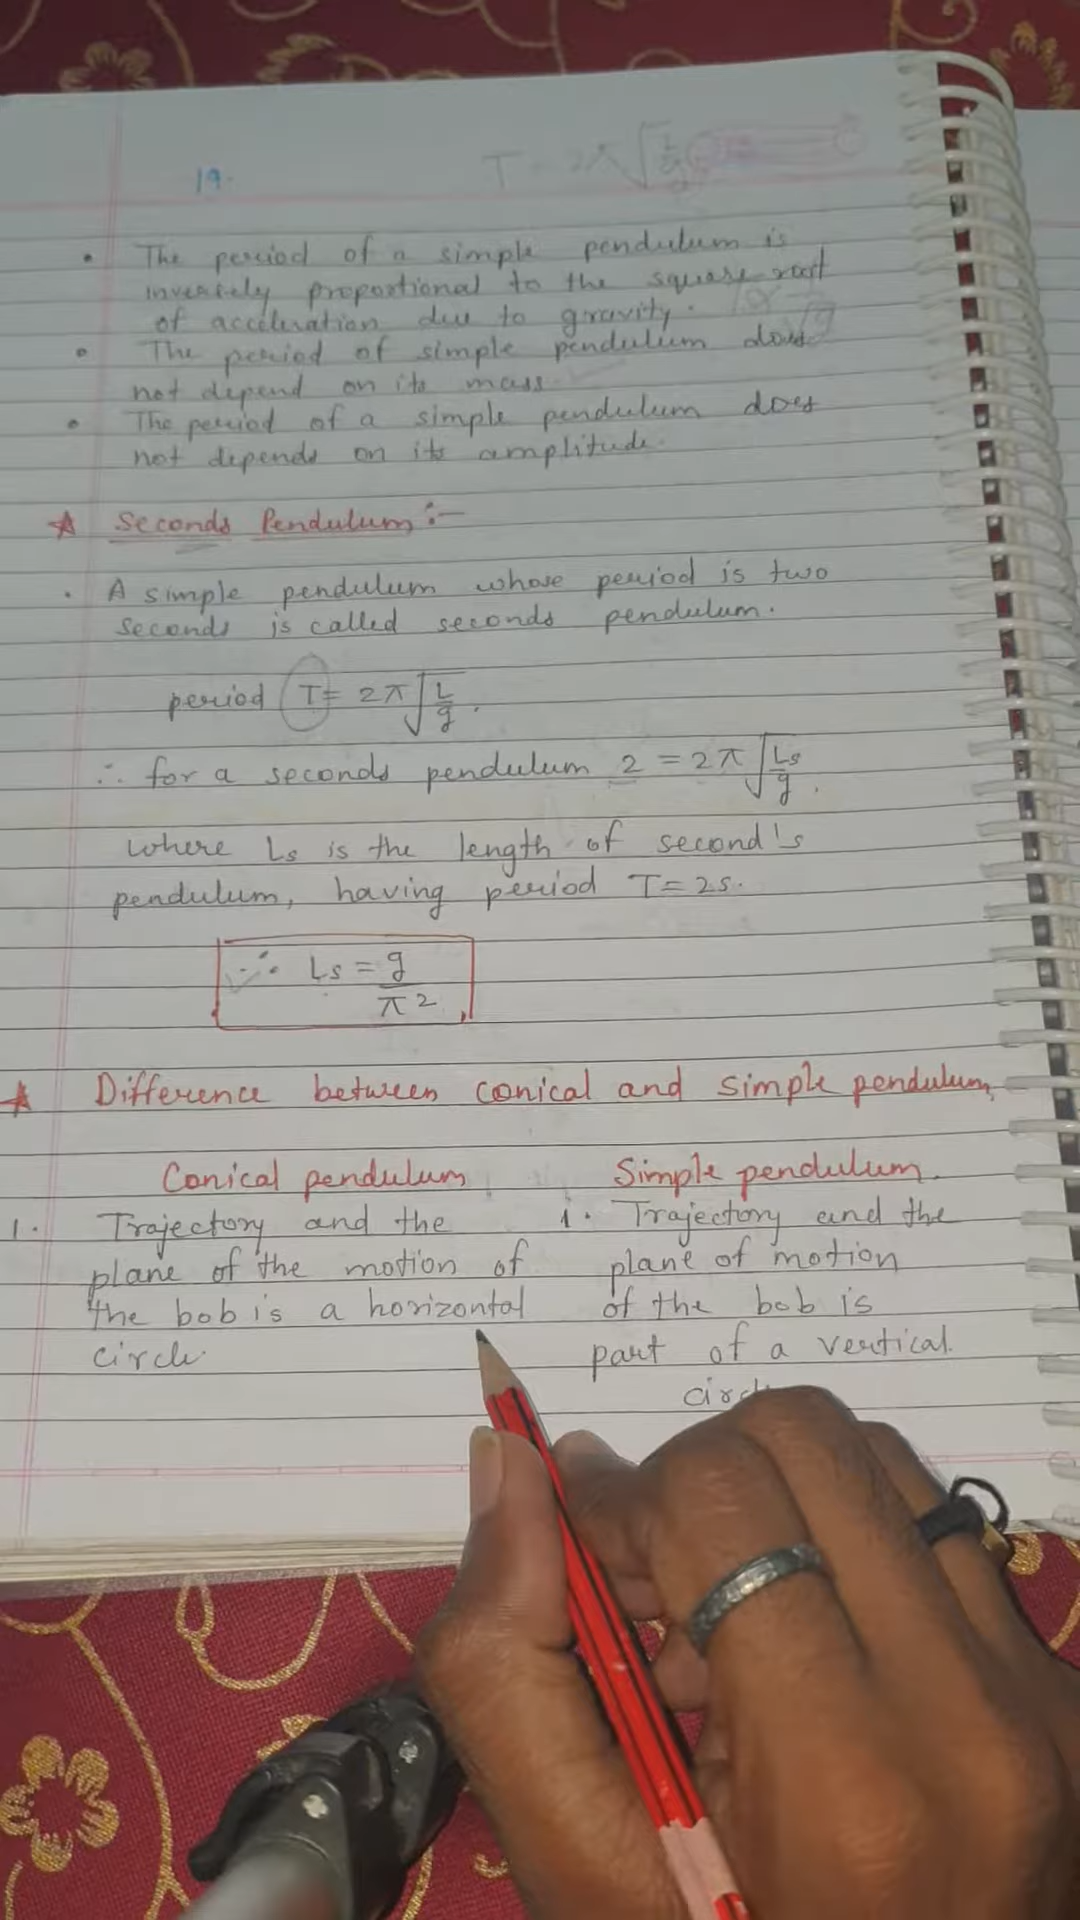 19.
T = 2π√
The period of a simple pendulum is
inversely proportional to the square root
of acceleration due to gravity.
The period of simple pendulum does
not depend on its mass
The period of a simple pendulum does
not depends on its amplitude.
Seconds Pendulum :-
A simple pendulum whose period is two
seconds is called seconds pendulum.
period T = 2π√L/g.
∴ for a seconds pendulum 2 = 2π√Ls/g.
where Ls is the length of second's
pendulum, having period T = 2s.
∴ Ls = g/π²
Difference between conical and simple pendulum
Conical pendulum
1. Trajectory and the
plane of the motion of
the bob is a horizontal
circle.
Simple pendulum.
1. Trajectory and the
plane of motion
of the bob is
part of a vertical